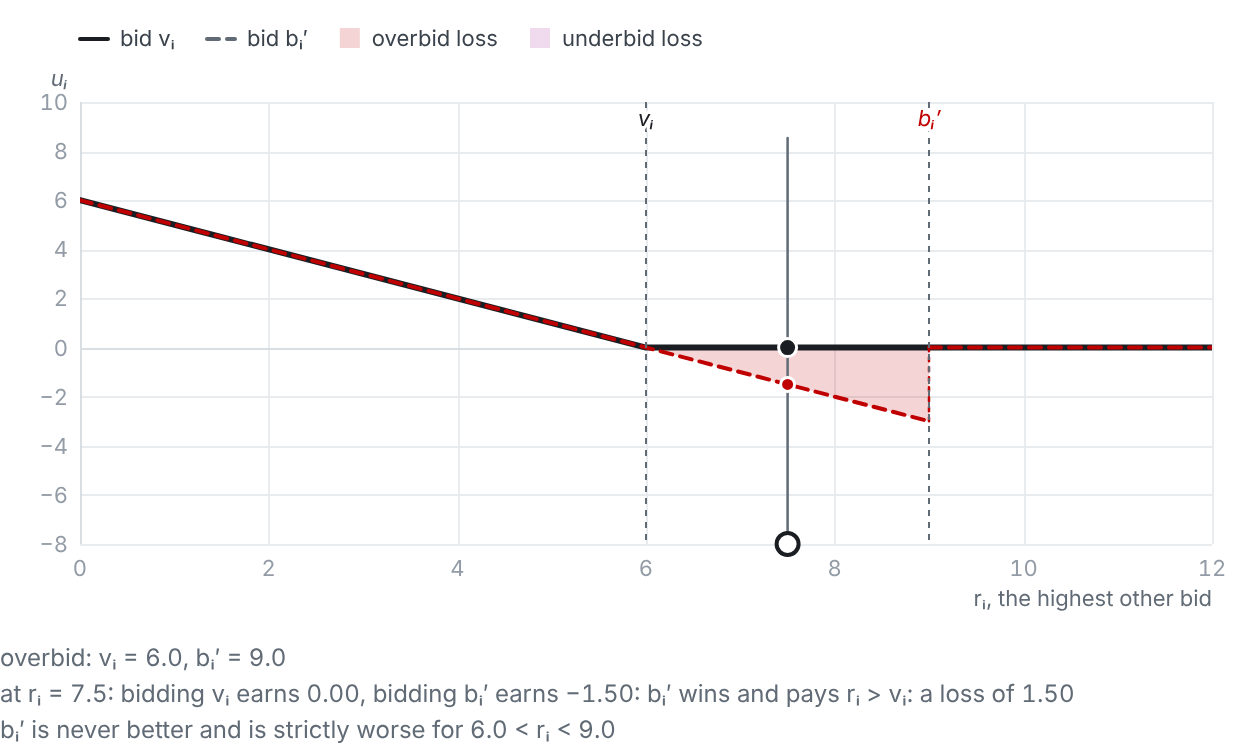 bid vᵢ bid bᵢ′ overbid loss underbid loss
uᵢ
10
vᵢ
bᵢ′
8
6
4
2
0
−2
−4
−6
−8
0 2 4 6 8 10 12
rᵢ, the highest other bid
overbid: vᵢ = 6.0, bᵢ′ = 9.0
at rᵢ = 7.5: bidding vᵢ earns 0.00, bidding bᵢ′ earns −1.50: bᵢ′ wins and pays rᵢ > vᵢ: a loss of 1.50
bᵢ′ is never better and is strictly worse for 6.0 < rᵢ < 9.0